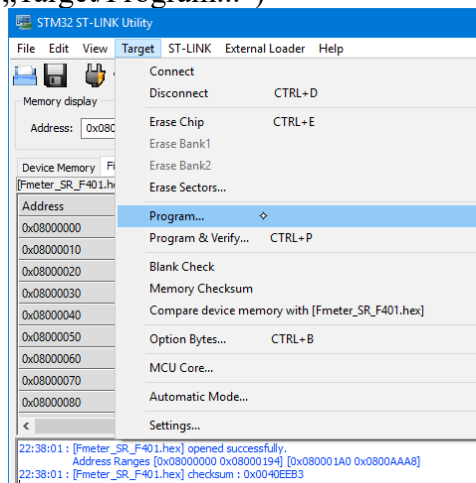 „Target/Program...")
STM32 ST-LINK Utility
File Edit View Target ST-LINK External Loader Help
Memory display
Address: 0x080
Device Memory Fi
[Fmeter_SR_F401.h
Address
0x08000000
0x08000010
0x08000020
0x08000030
0x08000040
0x08000050
0x08000060
0x08000070
0x08000080
Connect
Disconnect CTRL+D
Erase Chip CTRL+E
Erase Bank1
Erase Bank2
Erase Sectors...
Program...
Program & Verify... CTRL+P
Blank Check
Memory Checksum
Compare device memory with [Fmeter_SR_F401.hex]
Option Bytes... CTRL+B
MCU Core...
Automatic Mode...
Settings...
22:38:01 : [Fmeter_SR_F401.hex] opened successfully.
Address Ranges [0x08000000 0x08000194] [0x080001A0 0x0800AAA8]
22:38:01 : [Fmeter_SR_F401.hex] checksum : 0x0040EEB3